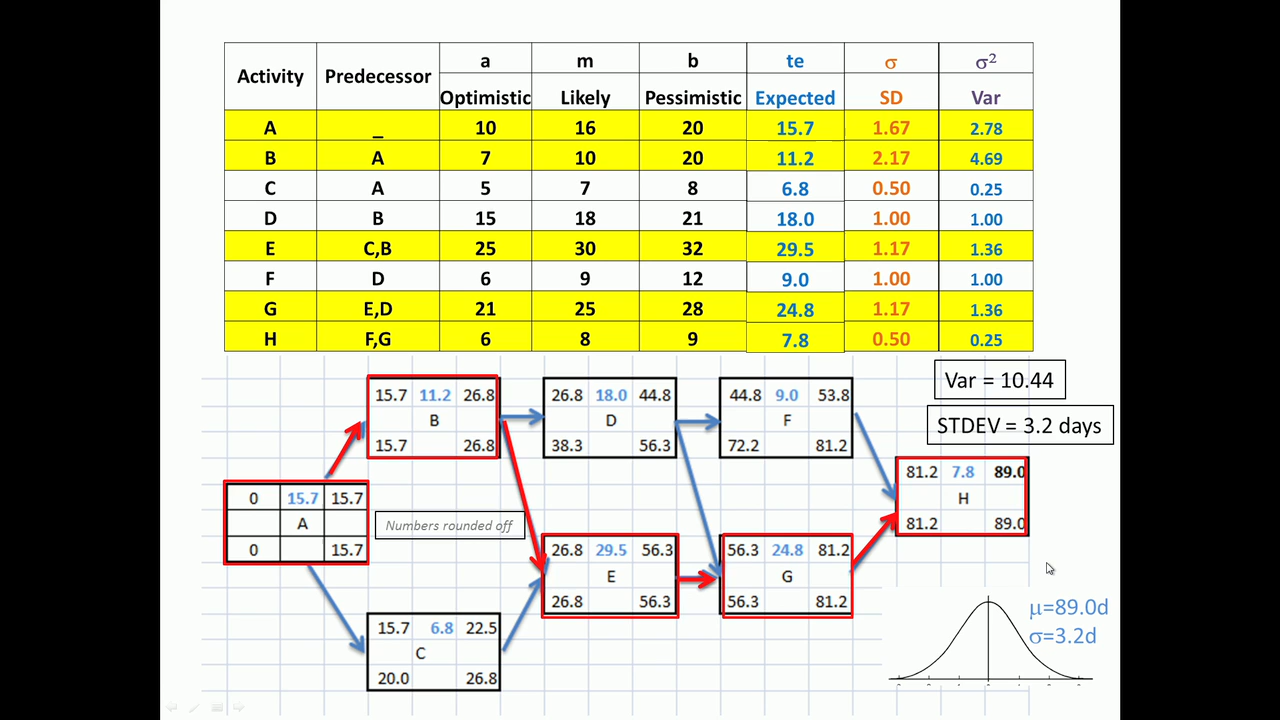 a m b te σ σ²
Activity Predecessor
Optimistic Likely Pessimistic Expected SD Var
A _ 10 16 20 15.7 1.67 2.78
B A 7 10 20 11.2 2.17 4.69
C A 5 7 8 6.8 0.50 0.25
D B 15 18 21 18.0 1.00 1.00
E C,B 25 30 32 29.5 1.17 1.36
F D 6 9 12 9.0 1.00 1.00
G E,D 21 25 28 24.8 1.17 1.36
H F,G 6 8 9 7.8 0.50 0.25
Var = 10.44
STDEV = 3.2 days
15.7 11.2 26.8
B
15.7 26.8
26.8 18.0 44.8
D
38.3 56.3
44.8 9.0 53.8
F
72.2 81.2
81.2 7.8 89.0
H
81.2 89.0
0 15.7 15.7
A
0 15.7
Numbers rounded off
26.8 29.5 56.3
E
26.8 56.3
56.3 24.8 81.2
G
56.3 81.2
15.7 6.8 22.5
C
20.0 26.8
μ=89.0d
σ=3.2d